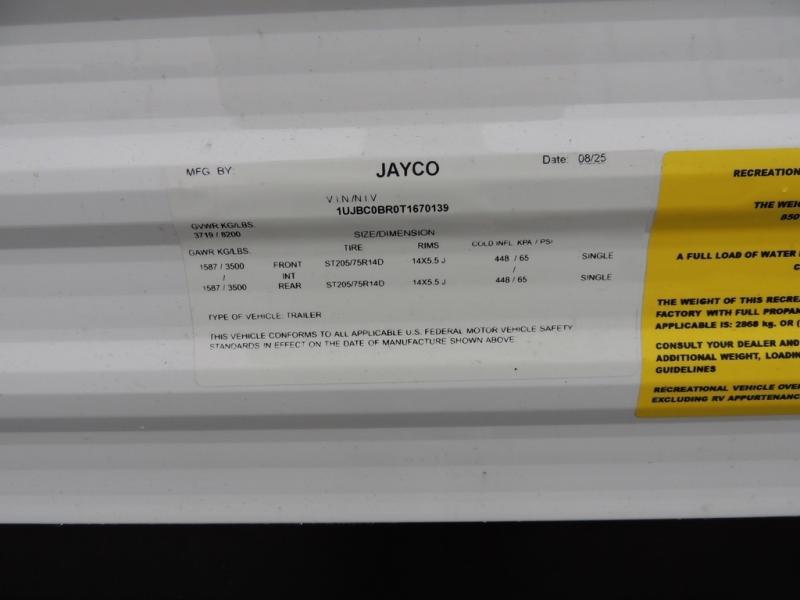 MFG BY: JAYCO Date: 08/25
V.I.N/N I V
1UJBC0BR0T1670139
GVWR KG/LBS.
3719 / 8200
SIZE/DIMENSION
GAWR KG/LBS. TIRE RIMS COLD INFL. KPA / PSI
1587 / 3500 FRONT ST205/75R14D 14X5.5 J 448 / 65 SINGLE
/ INT /
1587 / 3500 REAR ST205/75R14D 14X5.5 J 448 / 65 SINGLE
TYPE OF VEHICLE: TRAILER
THIS VEHICLE CONFORMS TO ALL APPLICABLE U.S. FEDERAL MOTOR VEHICLE SAFETY
STANDARDS IN EFFECT ON THE DATE OF MANUFACTURE SHOWN ABOVE
RECREATION
THE WEIG
850
A FULL LOAD OF WATER
C
THE WEIGHT OF THIS RECRE
FACTORY WITH FULL PROPAN
APPLICABLE IS: 2868 kg. OR (
CONSULT YOUR DEALER AND
ADDITIONAL WEIGHT, LOADIN
GUIDELINES
RECREATIONAL VEHICLE OVE
EXCLUDING RV APPURTENANC